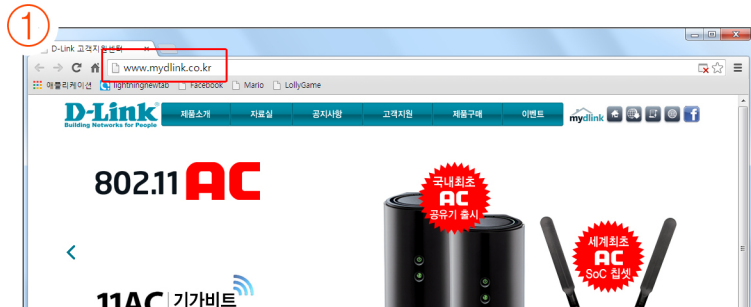 1
D-Link 고객지원센터
www.mydlink.co.kr
애플리케이션 lightningnewtab Facebook Mario LollyGame
D-Link
Building Networks for People
제품소개 자료실 공지사항 고객지원 제품구매 이벤트 mydlink
802.11 AC
국내최초
AC
공유기 출시
세계최초
AC
SoC 칩셋
11AC 기가비트